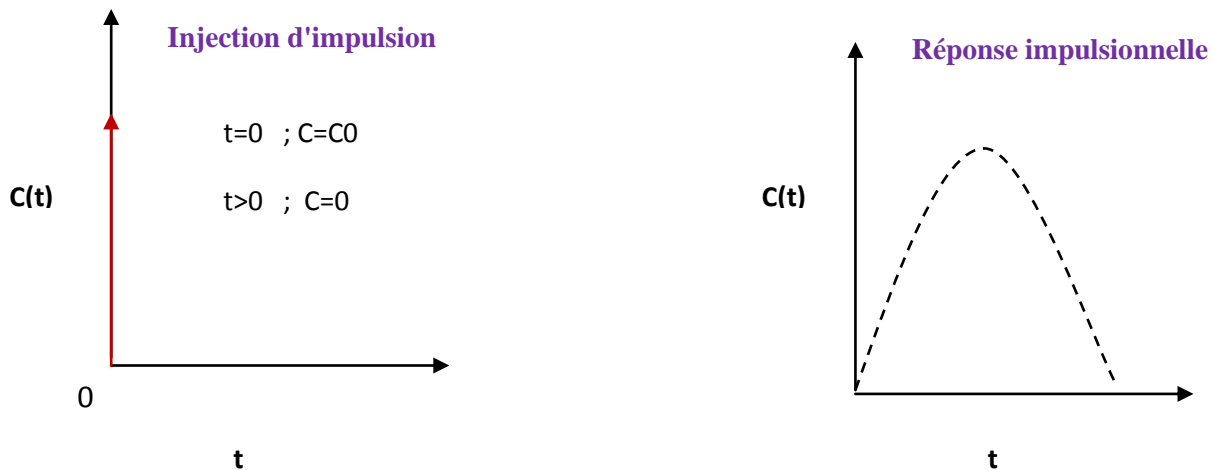 Injection d'impulsion
t=0 ; C=C0
C(t)
t>0 ; C=0
0
t
Réponse impulsionnelle
C(t)
t